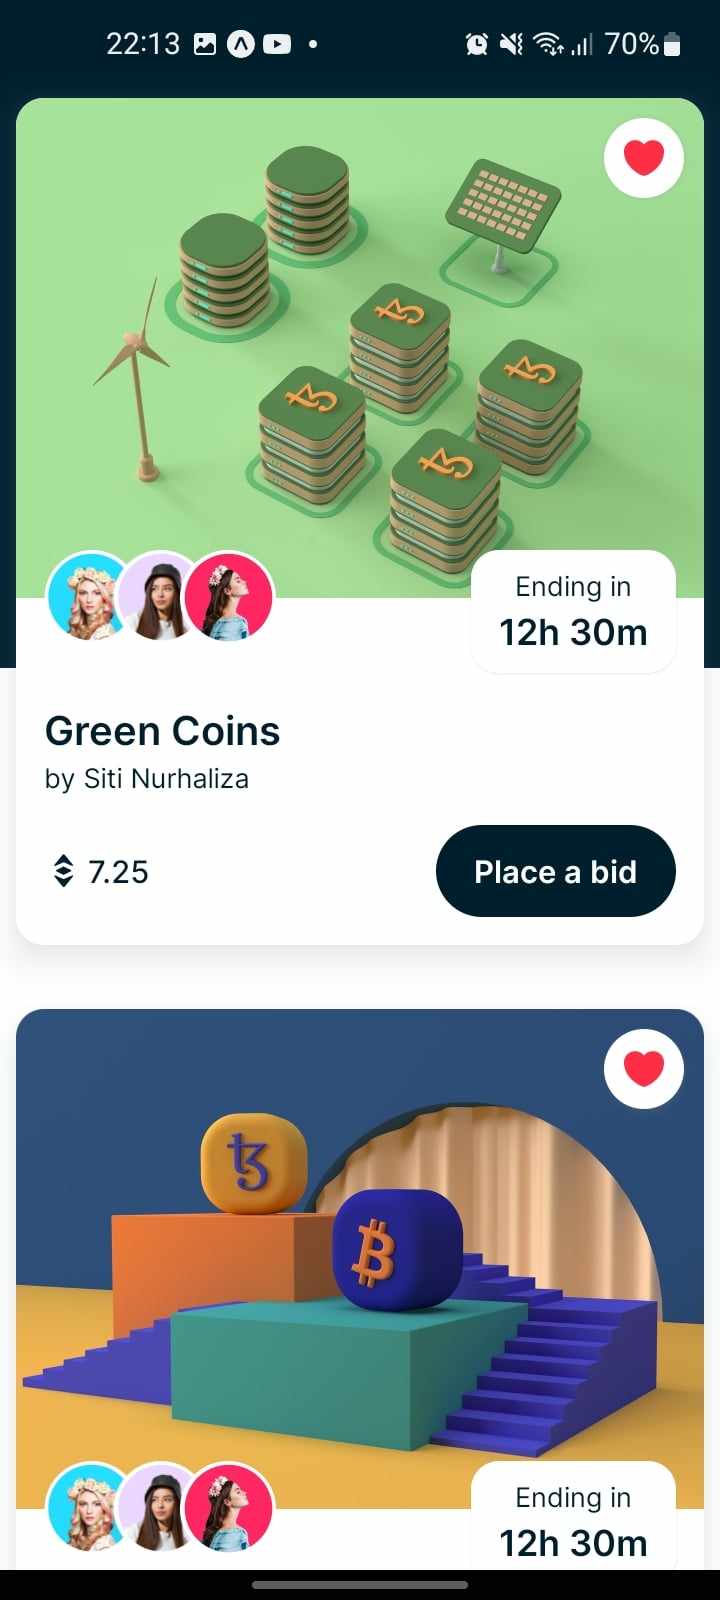 22:13
70%
Ending in
12h 30m
Green Coins
by Siti Nurhaliza
7.25
Place a bid
Ending in
12h 30m